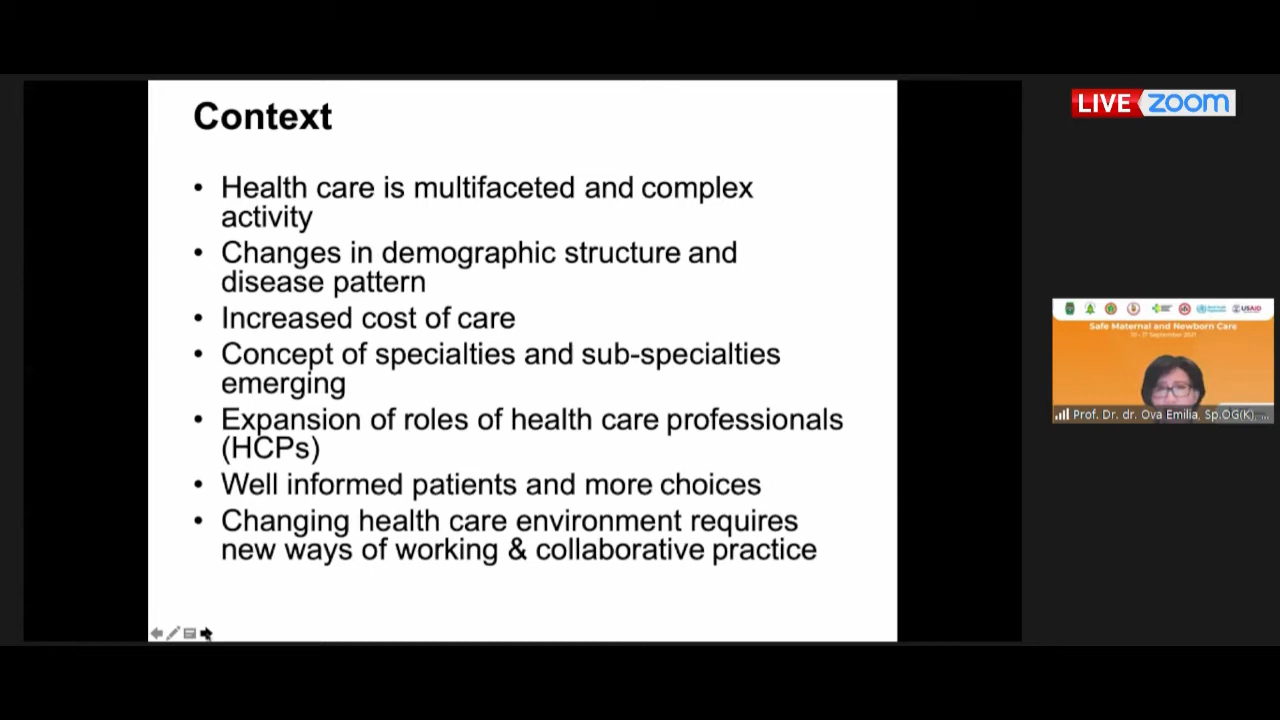 Context
• Health care is multifaceted and complex
activity
• Changes in demographic structure and
disease pattern
• Increased cost of care
• Concept of specialties and sub-specialties
emerging
• Expansion of roles of health care professionals
(HCPs)
• Well informed patients and more choices
• Changing health care environment requires
new ways of working & collaborative practice
LIVE zoom
USAID
Safe Maternal and Newborn Care
10 - 17 September 2021
Prof. Dr. dr. Ova Emilia, Sp.OG(K), ...